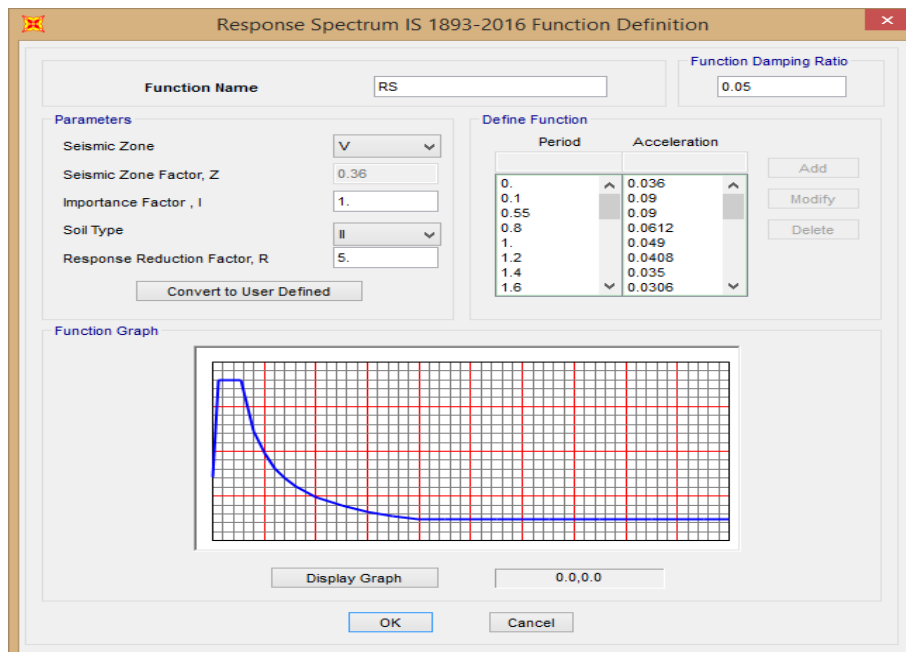 Response Spectrum IS 1893-2016 Function Definition
Function Damping Ratio
Function Name RS 0.05
Parameters
Seismic Zone V
Seismic Zone Factor, Z 0.36
Importance Factor , I 1.
Soil Type II
Response Reduction Factor, R 5.
Convert to User Defined
Define Function
Period Acceleration
0. 0.036
0.1 0.09
0.55 0.09
0.8 0.0612
1. 0.049
1.2 0.0408
1.4 0.035
1.6 0.0306
Add
Modify
Delete
Function Graph
Display Graph 0.0,0.0
OK Cancel